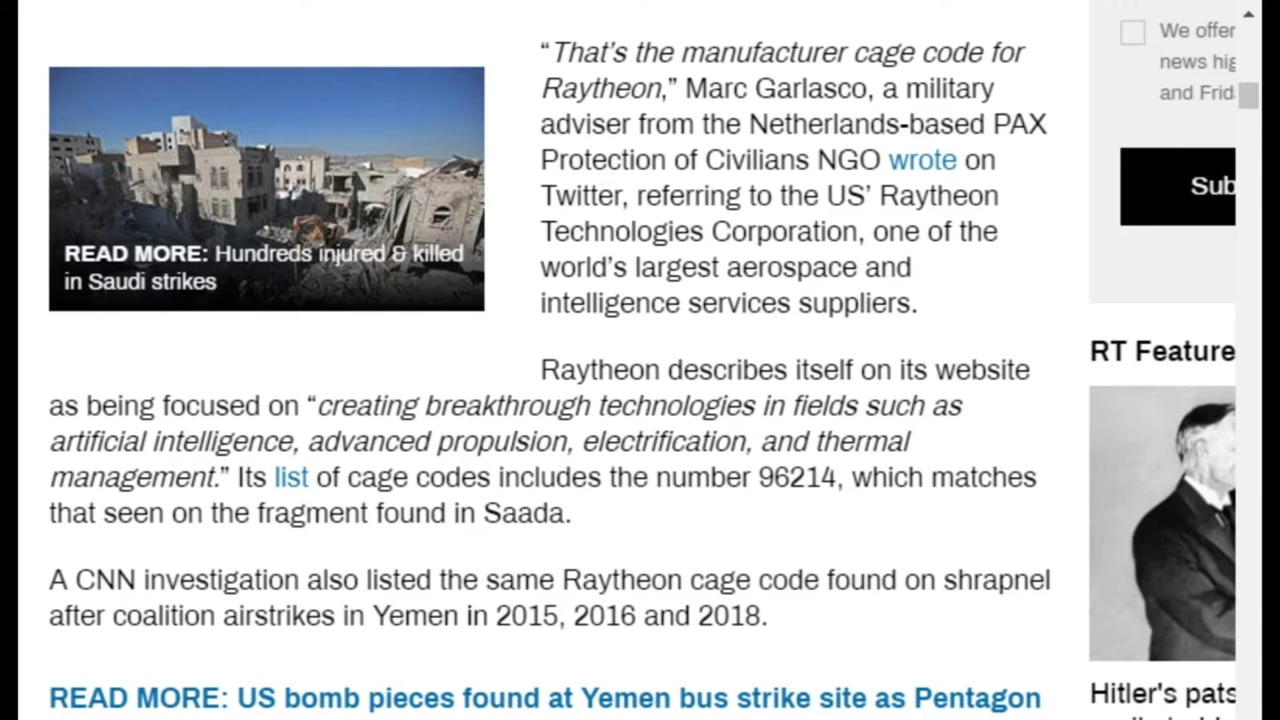 “That’s the manufacturer cage code for
Raytheon,” Marc Garlasco, a military
adviser from the Netherlands-based PAX
Protection of Civilians NGO wrote on
Twitter, referring to the US’ Raytheon
Technologies Corporation, one of the
world’s largest aerospace and
intelligence services suppliers.
READ MORE: Hundreds injured & killed
in Saudi strikes
Raytheon describes itself on its website
as being focused on “creating breakthrough technologies in fields such as
artificial intelligence, advanced propulsion, electrification, and thermal
management.” Its list of cage codes includes the number 96214, which matches
that seen on the fragment found in Saada.
A CNN investigation also listed the same Raytheon cage code found on shrapnel
after coalition airstrikes in Yemen in 2015, 2016 and 2018.
READ MORE: US bomb pieces found at Yemen bus strike site as Pentagon
We offer
news hig
and Frid
Sub
RT Feature
Hitler's pats